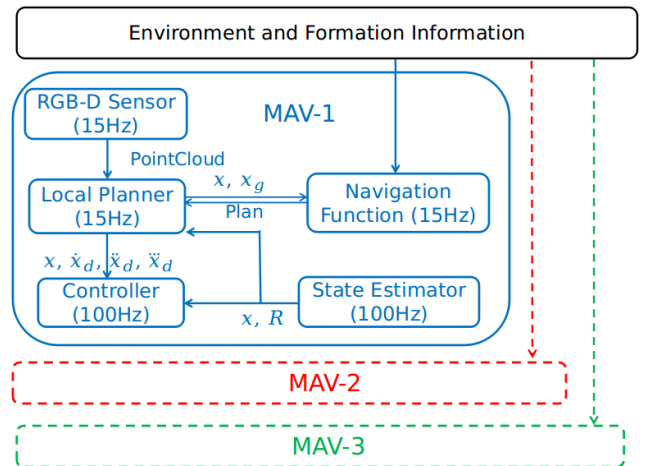 Environment and Formation Information
MAV-1
RGB-D Sensor
(15Hz)
PointCloud
Local Planner
(15Hz)
x, x_g
Plan
Navigation
Function (15Hz)
x, ẋ_d, ẍ_d, ẍ_d
Controller
(100Hz)
x, R
State Estimator
(100Hz)
MAV-2
MAV-3